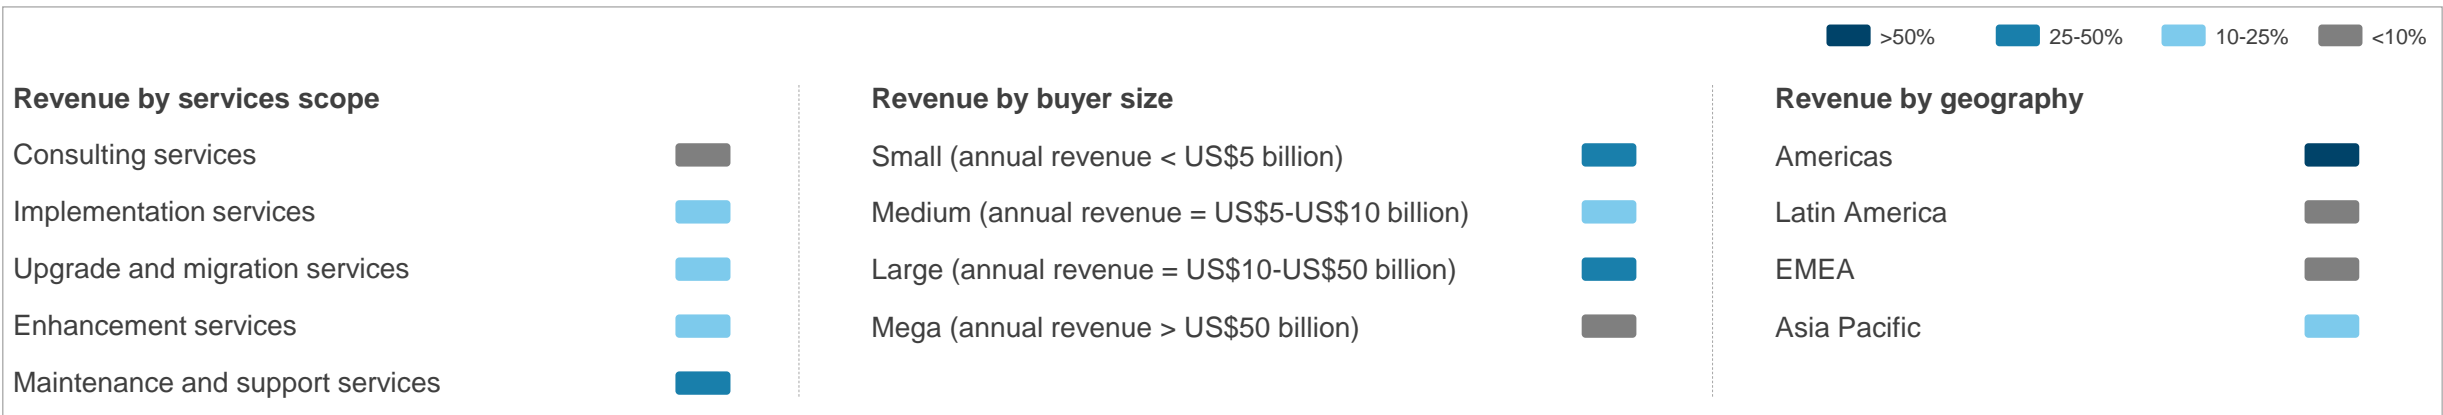 >50% 25-50% 10-25% <10%
Revenue by services scope
Consulting services
Implementation services
Upgrade and migration services
Enhancement services
Maintenance and support services
Revenue by buyer size
Small (annual revenue < US$5 billion)
Medium (annual revenue = US$5-US$10 billion)
Large (annual revenue = US$10-US$50 billion)
Mega (annual revenue > US$50 billion)
Revenue by geography
Americas
Latin America
EMEA
Asia Pacific